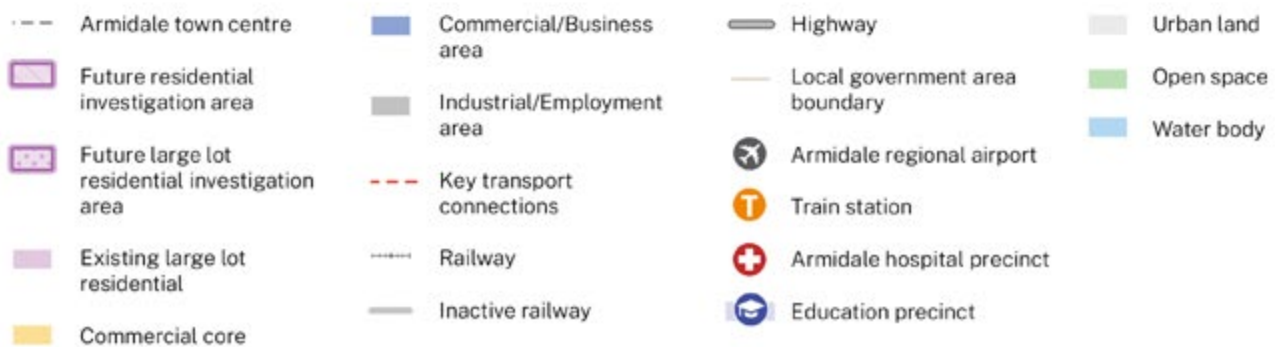 Armidale town centre
Future residential
investigation area
Future large lot
residential investigation
area
Existing large lot
residential
Commercial core
Commercial/Business
area
Industrial/Employment
area
Key transport
connections
Railway
Inactive railway
Highway
Local government area
boundary
Armidale regional airport
T
Train station
Armidale hospital precinct
Education precinct
Urban land
Open space
Water body